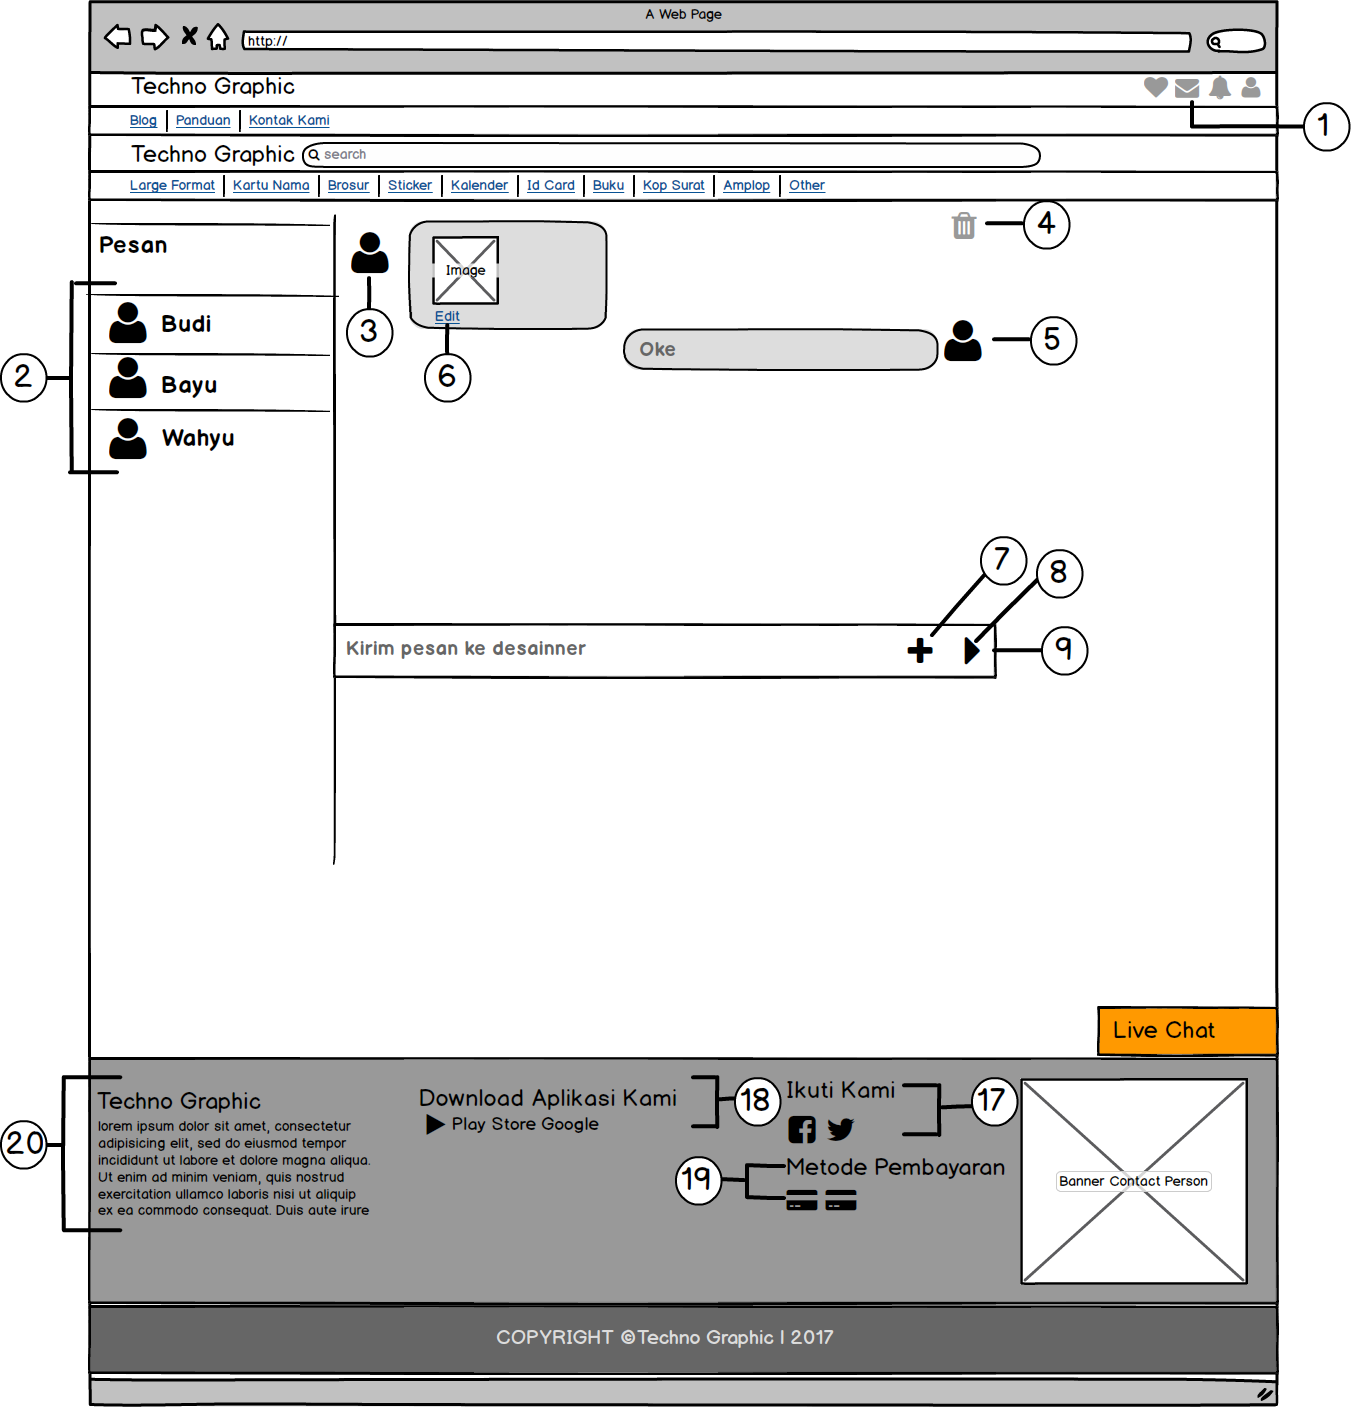 A Web Page
http://
Techno Graphic
1
Blog
Panduan
Kontak Kami
Techno Graphic
search
Large Format
Kartu Nama
Brosur
Sticker
Kalender
Id Card
Buku
Kop Surat
Amplop
Other
Pesan
2
Budi
Bayu
Wahyu
3
Image
Edit
6
4
Oke
5
7
8
Kirim pesan ke desainner
9
Live Chat
20
Techno Graphic
lorem ipsum dolor sit amet, consectetur
adipisicing elit, sed do eiusmod tempor
incididunt ut labore et dolore magna aliqua.
Ut enim ad minim veniam, quis nostrud
exercitation ullamco laboris nisi ut aliquip
ex ea commodo consequat. Duis aute irure
Download Aplikasi Kami
Play Store Google
18
Ikuti Kami
17
19
Metode Pembayaran
Banner Contact Person
COPYRIGHT ©Techno Graphic | 2017